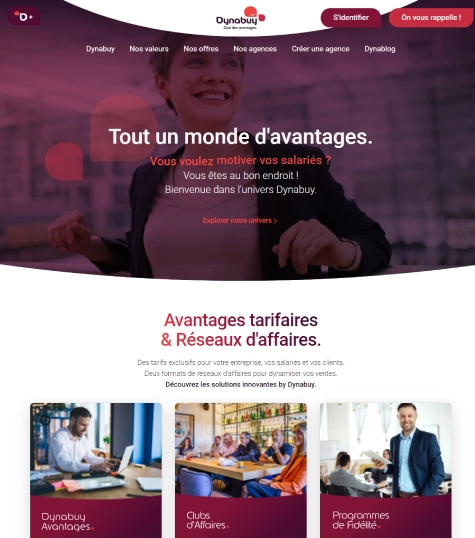 D+
Dynabuy
Que des avantages
S'identifier
On vous rappelle !
Dynabuy Nos valeurs Nos offres Nos agences Créer une agence Dynablog
Tout un monde d'avantages.
Vous voulez motiver vos salariés ?
Vous êtes au bon endroit !
Bienvenue dans l'univers Dynabuy.
Explorer notre univers >
Avantages tarifaires
& Réseaux d'affaires.
Des tarifs exclusifs pour votre entreprise, vos salariés et vos clients.
Deux formats de réseaux d'affaires pour dynamiser vos ventes.
Découvrez les solutions innovantes by Dynabuy.
Dynabuy
Avantages
Clubs
d'Affaires
Programmes
de Fidélité